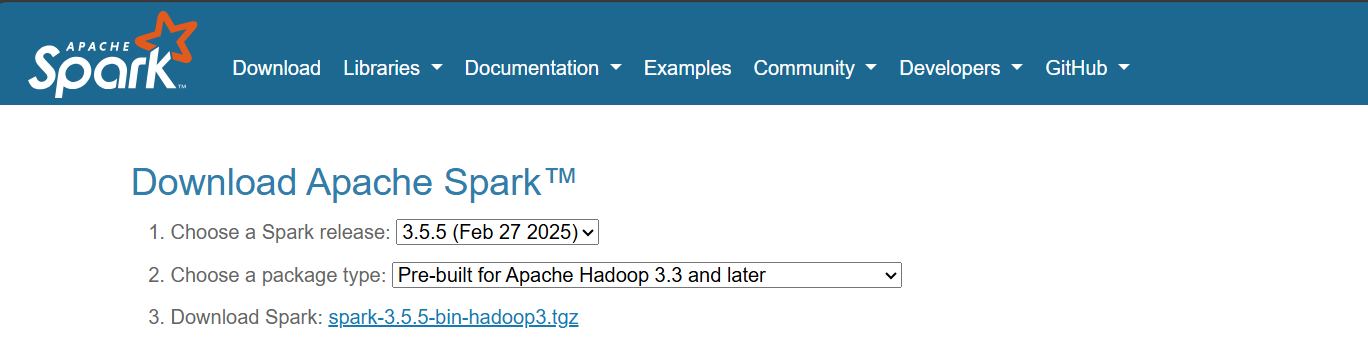 APACHE
Spark™
Download Libraries Documentation Examples Community Developers GitHub
Download Apache Spark™
1. Choose a Spark release: 3.5.5 (Feb 27 2025)
2. Choose a package type: Pre-built for Apache Hadoop 3.3 and later
3. Download Spark: spark-3.5.5-bin-hadoop3.tgz